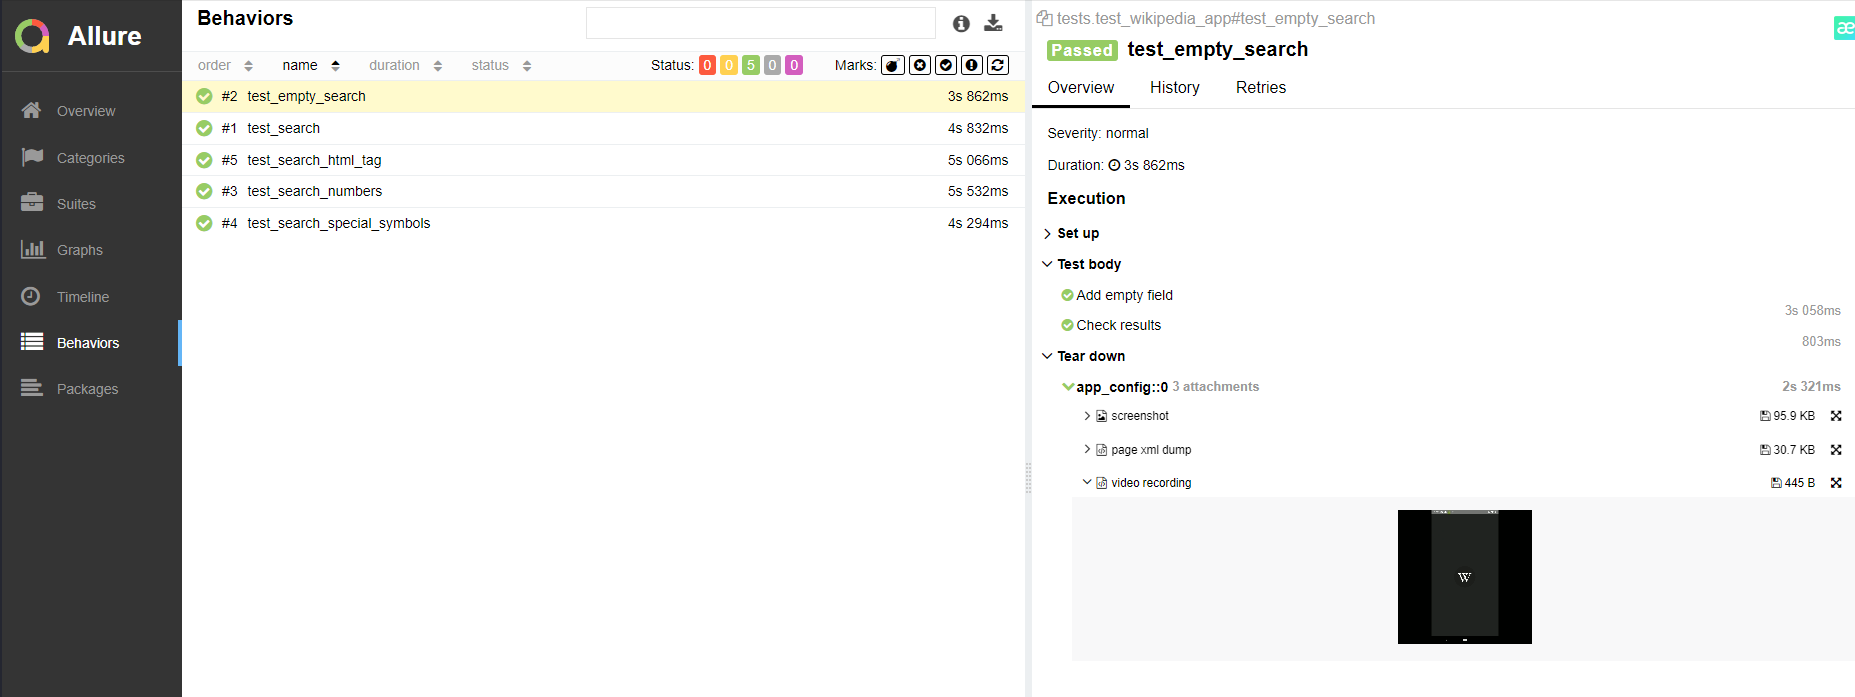 Allure
Overview
Categories
Suites
Graphs
Timeline
Behaviors
Packages
Behaviors
order name duration status Status: 0 0 5 0 0 Marks:
#2 test_empty_search 3s 862ms
#1 test_search 4s 832ms
#5 test_search_html_tag 5s 066ms
#3 test_search_numbers 5s 532ms
#4 test_search_special_symbols 4s 294ms
tests.test_wikipedia_app#test_empty_search
æ
Passed test_empty_search
Overview History Retries
Severity: normal
Duration: 3s 862ms
Execution
Set up
Test body
Add empty field 3s 058ms
Check results 803ms
Tear down
app_config::0 3 attachments 2s 321ms
screenshot 95.9 KB
page xml dump 30.7 KB
video recording 445 B
W